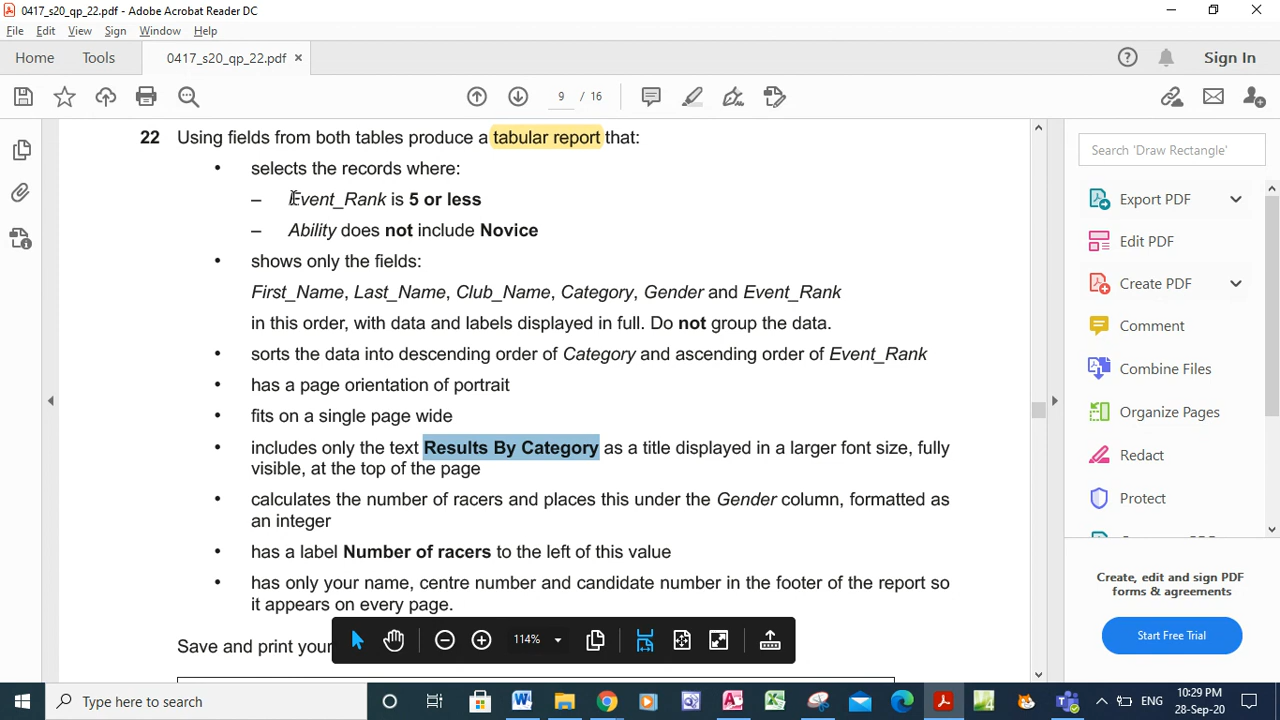 0417_s20_qp_22.pdf - Adobe Acrobat Reader DC
File Edit View Sign Window Help
Home Tools 0417_s20_qp_22.pdf × Sign In
9 / 16
22 Using fields from both tables produce a tabular report that:
• selects the records where:
– Event_Rank is 5 or less
– Ability does not include Novice
• shows only the fields:
First_Name, Last_Name, Club_Name, Category, Gender and Event_Rank
in this order, with data and labels displayed in full. Do not group the data.
• sorts the data into descending order of Category and ascending order of Event_Rank
• has a page orientation of portrait
• fits on a single page wide
• includes only the text Results By Category as a title displayed in a larger font size, fully
visible, at the top of the page
• calculates the number of racers and places this under the Gender column, formatted as
an integer
• has a label Number of racers to the left of this value
• has only your name, centre number and candidate number in the footer of the report so
it appears on every page.
Save and print your
114%
Search 'Draw Rectangle'
Export PDF
Edit PDF
Create PDF
Comment
Combine Files
Organize Pages
Redact
Protect
Create, edit and sign PDF
forms & agreements
Start Free Trial
Type here to search
ENG
10:29 PM
28-Sep-20